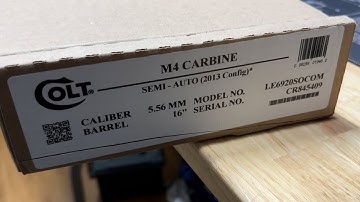 M4 CARBINE
SEMI - AUTO (2013 Config)*
COLT®
CALIBER 5.56 MM MODEL NO. LE6920SOCOM
BARREL 16" SERIAL NO. CR845409